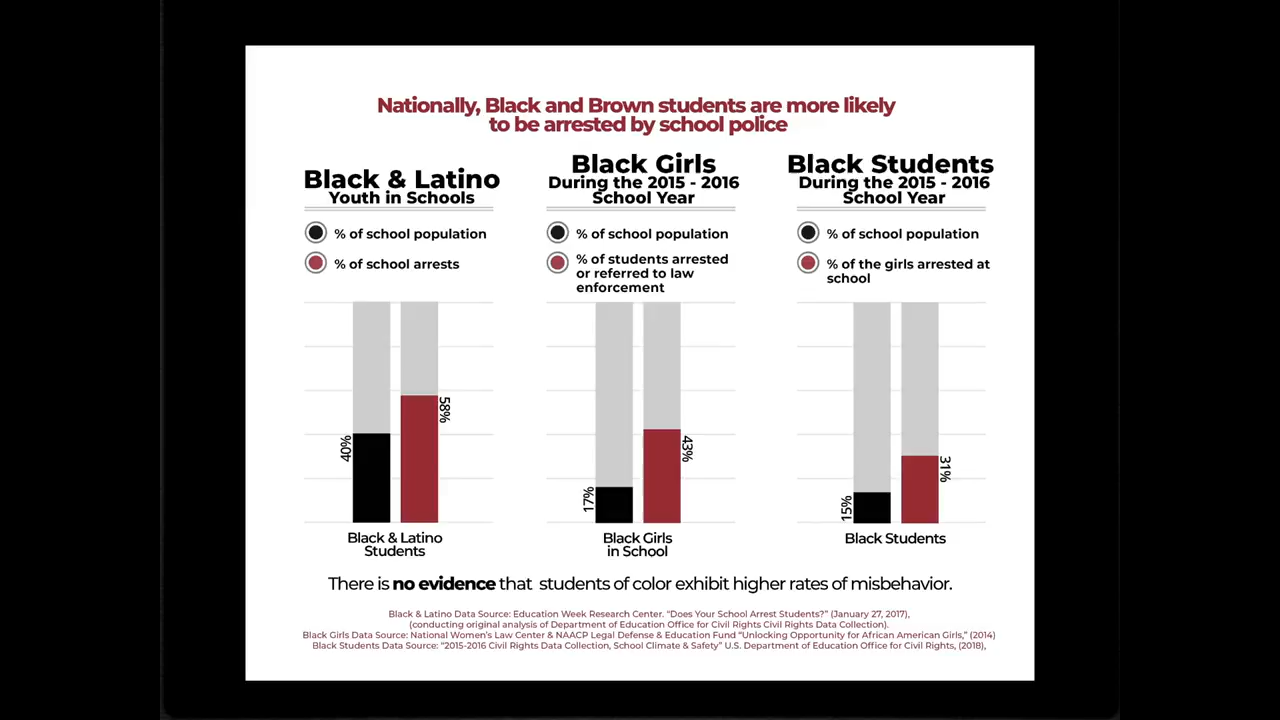 Nationally, Black and Brown students are more likely
to be arrested by school police
Black & Latino
Youth in Schools
% of school population
% of school arrests
40%
58%
Black & Latino
Students
Black Girls
During the 2015 - 2016
School Year
% of school population
% of students arrested
or referred to law
enforcement
17%
43%
Black Girls
in School
Black Students
During the 2015 - 2016
School Year
% of school population
% of the girls arrested at
school
15%
31%
Black Students
There is no evidence that students of color exhibit higher rates of misbehavior.
Black & Latino Data Source: Education Week Research Center. “Does Your School Arrest Students?” (January 27, 2017),
(conducting original analysis of Department of Education Office for Civil Rights Civil Rights Data Collection).
Black Girls Data Source: National Women’s Law Center & NAACP Legal Defense & Education Fund “Unlocking Opportunity for African American Girls,” (2014)
Black Students Data Source: “2015-2016 Civil Rights Data Collection, School Climate & Safety” U.S. Department of Education Office for Civil Rights, (2018),